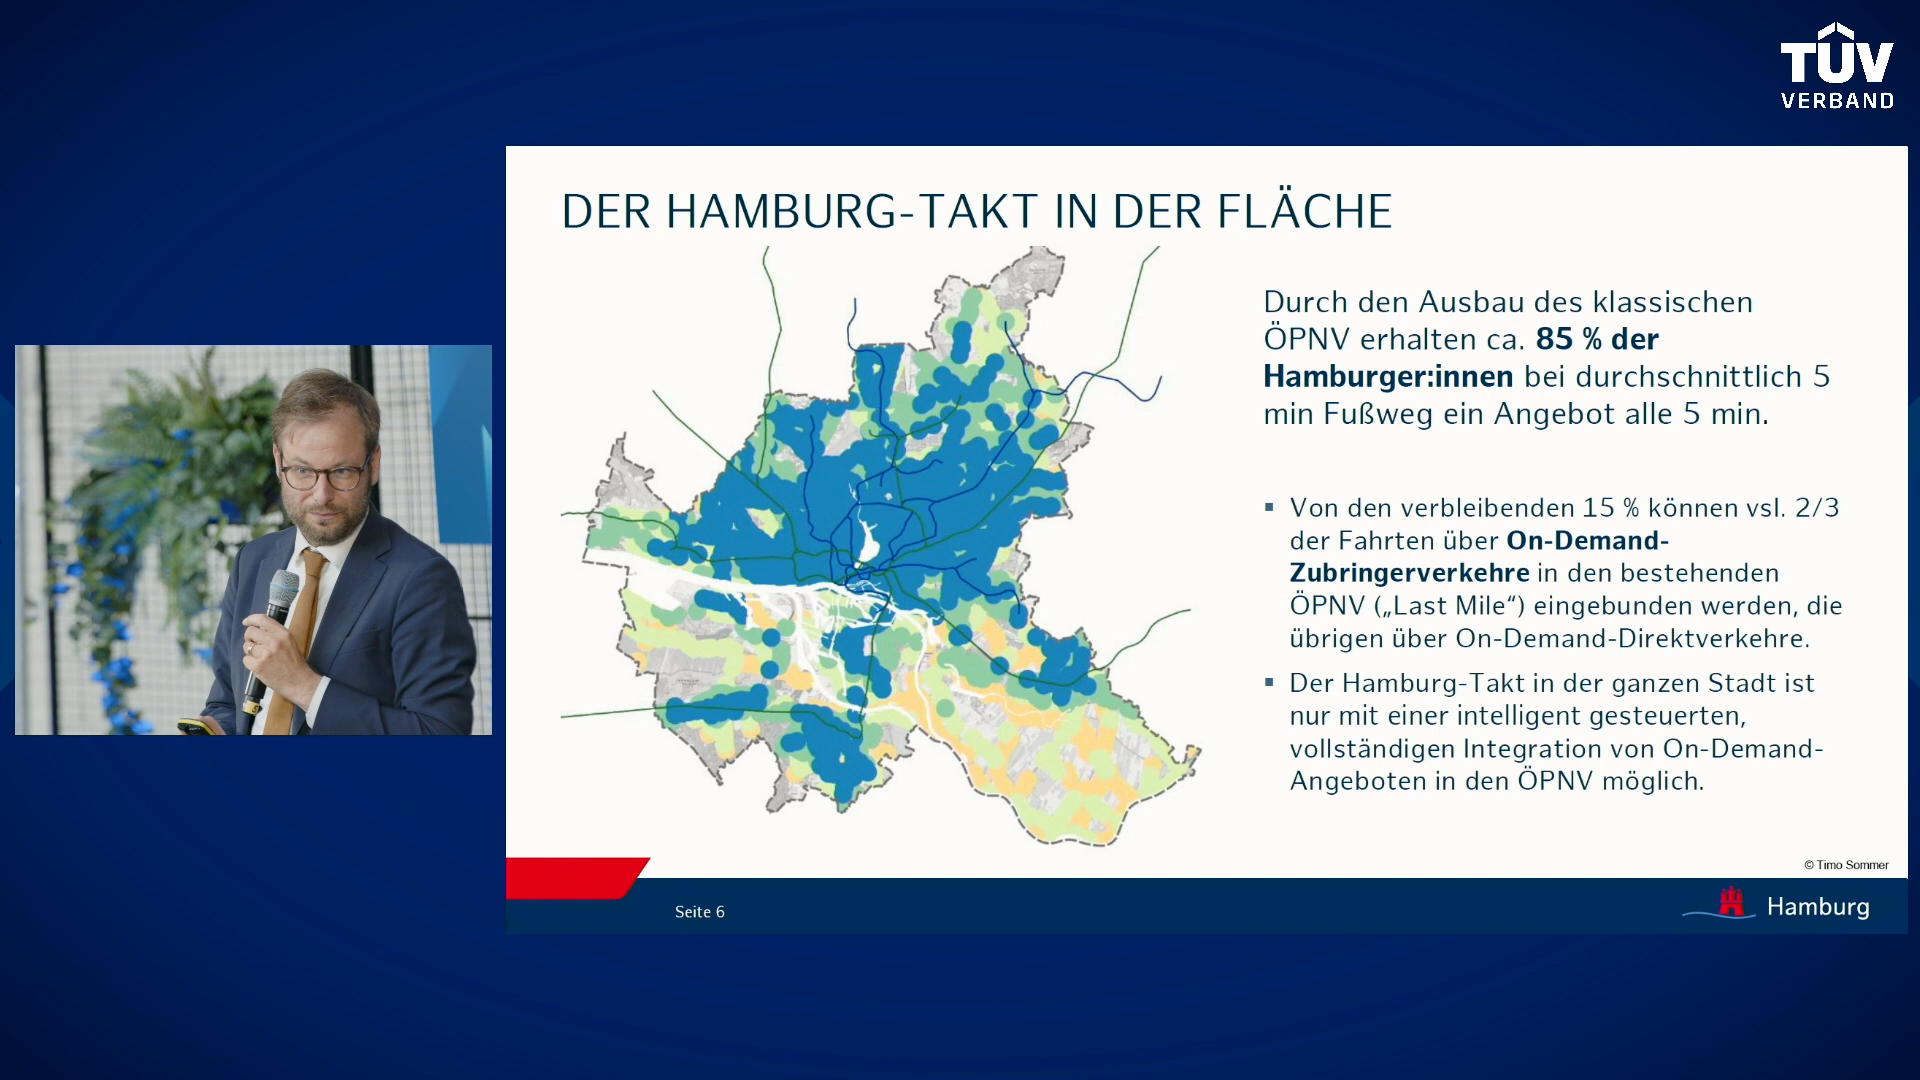 TÜV
VERBAND
DER HAMBURG-TAKT IN DER FLÄCHE
Durch den Ausbau des klassischen
ÖPNV erhalten ca. 85 % der
Hamburger:innen bei durchschnittlich 5
min Fußweg ein Angebot alle 5 min.
▪ Von den verbleibenden 15 % können vsl. 2/3
der Fahrten über On-Demand-
Zubringerverkehre in den bestehenden
ÖPNV („Last Mile“) eingebunden werden, die
übrigen über On-Demand-Direktverkehre.
▪ Der Hamburg-Takt in der ganzen Stadt ist
nur mit einer intelligent gesteuerten,
vollständigen Integration von On-Demand-
Angeboten in den ÖPNV möglich.
© Timo Sommer
Seite 6
Hamburg